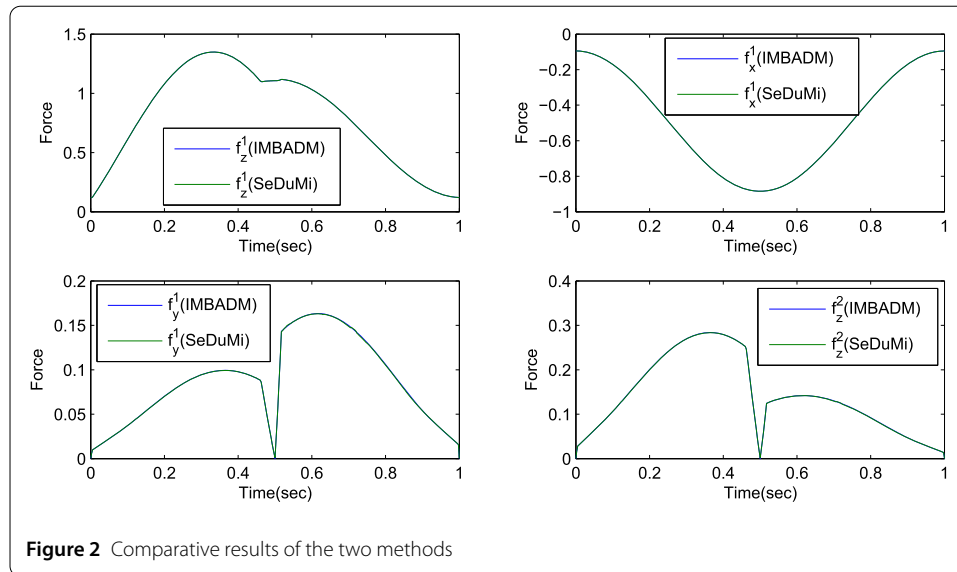 1.5
1
0.5
0
Force
f_z^1(IMBADM)
f_z^1(SeDuMi)
0 0.2 0.4 0.6 0.8 1
Time(sec)
0
−0.2
−0.4
−0.6
−0.8
−1
Force
f_x^1(IMBADM)
f_x^1(SeDuMi)
0 0.2 0.4 0.6 0.8 1
Time(sec)
0.2
0.15
0.1
0.05
0
Force
f_y^1(IMBADM)
f_y^1(SeDuMi)
0 0.2 0.4 0.6 0.8 1
Time(sec)
0.4
0.3
0.2
0.1
0
Force
f_z^2(IMBADM)
f_z^2(SeDuMi)
0 0.2 0.4 0.6 0.8 1
Time(sec)
Figure 2 Comparative results of the two methods